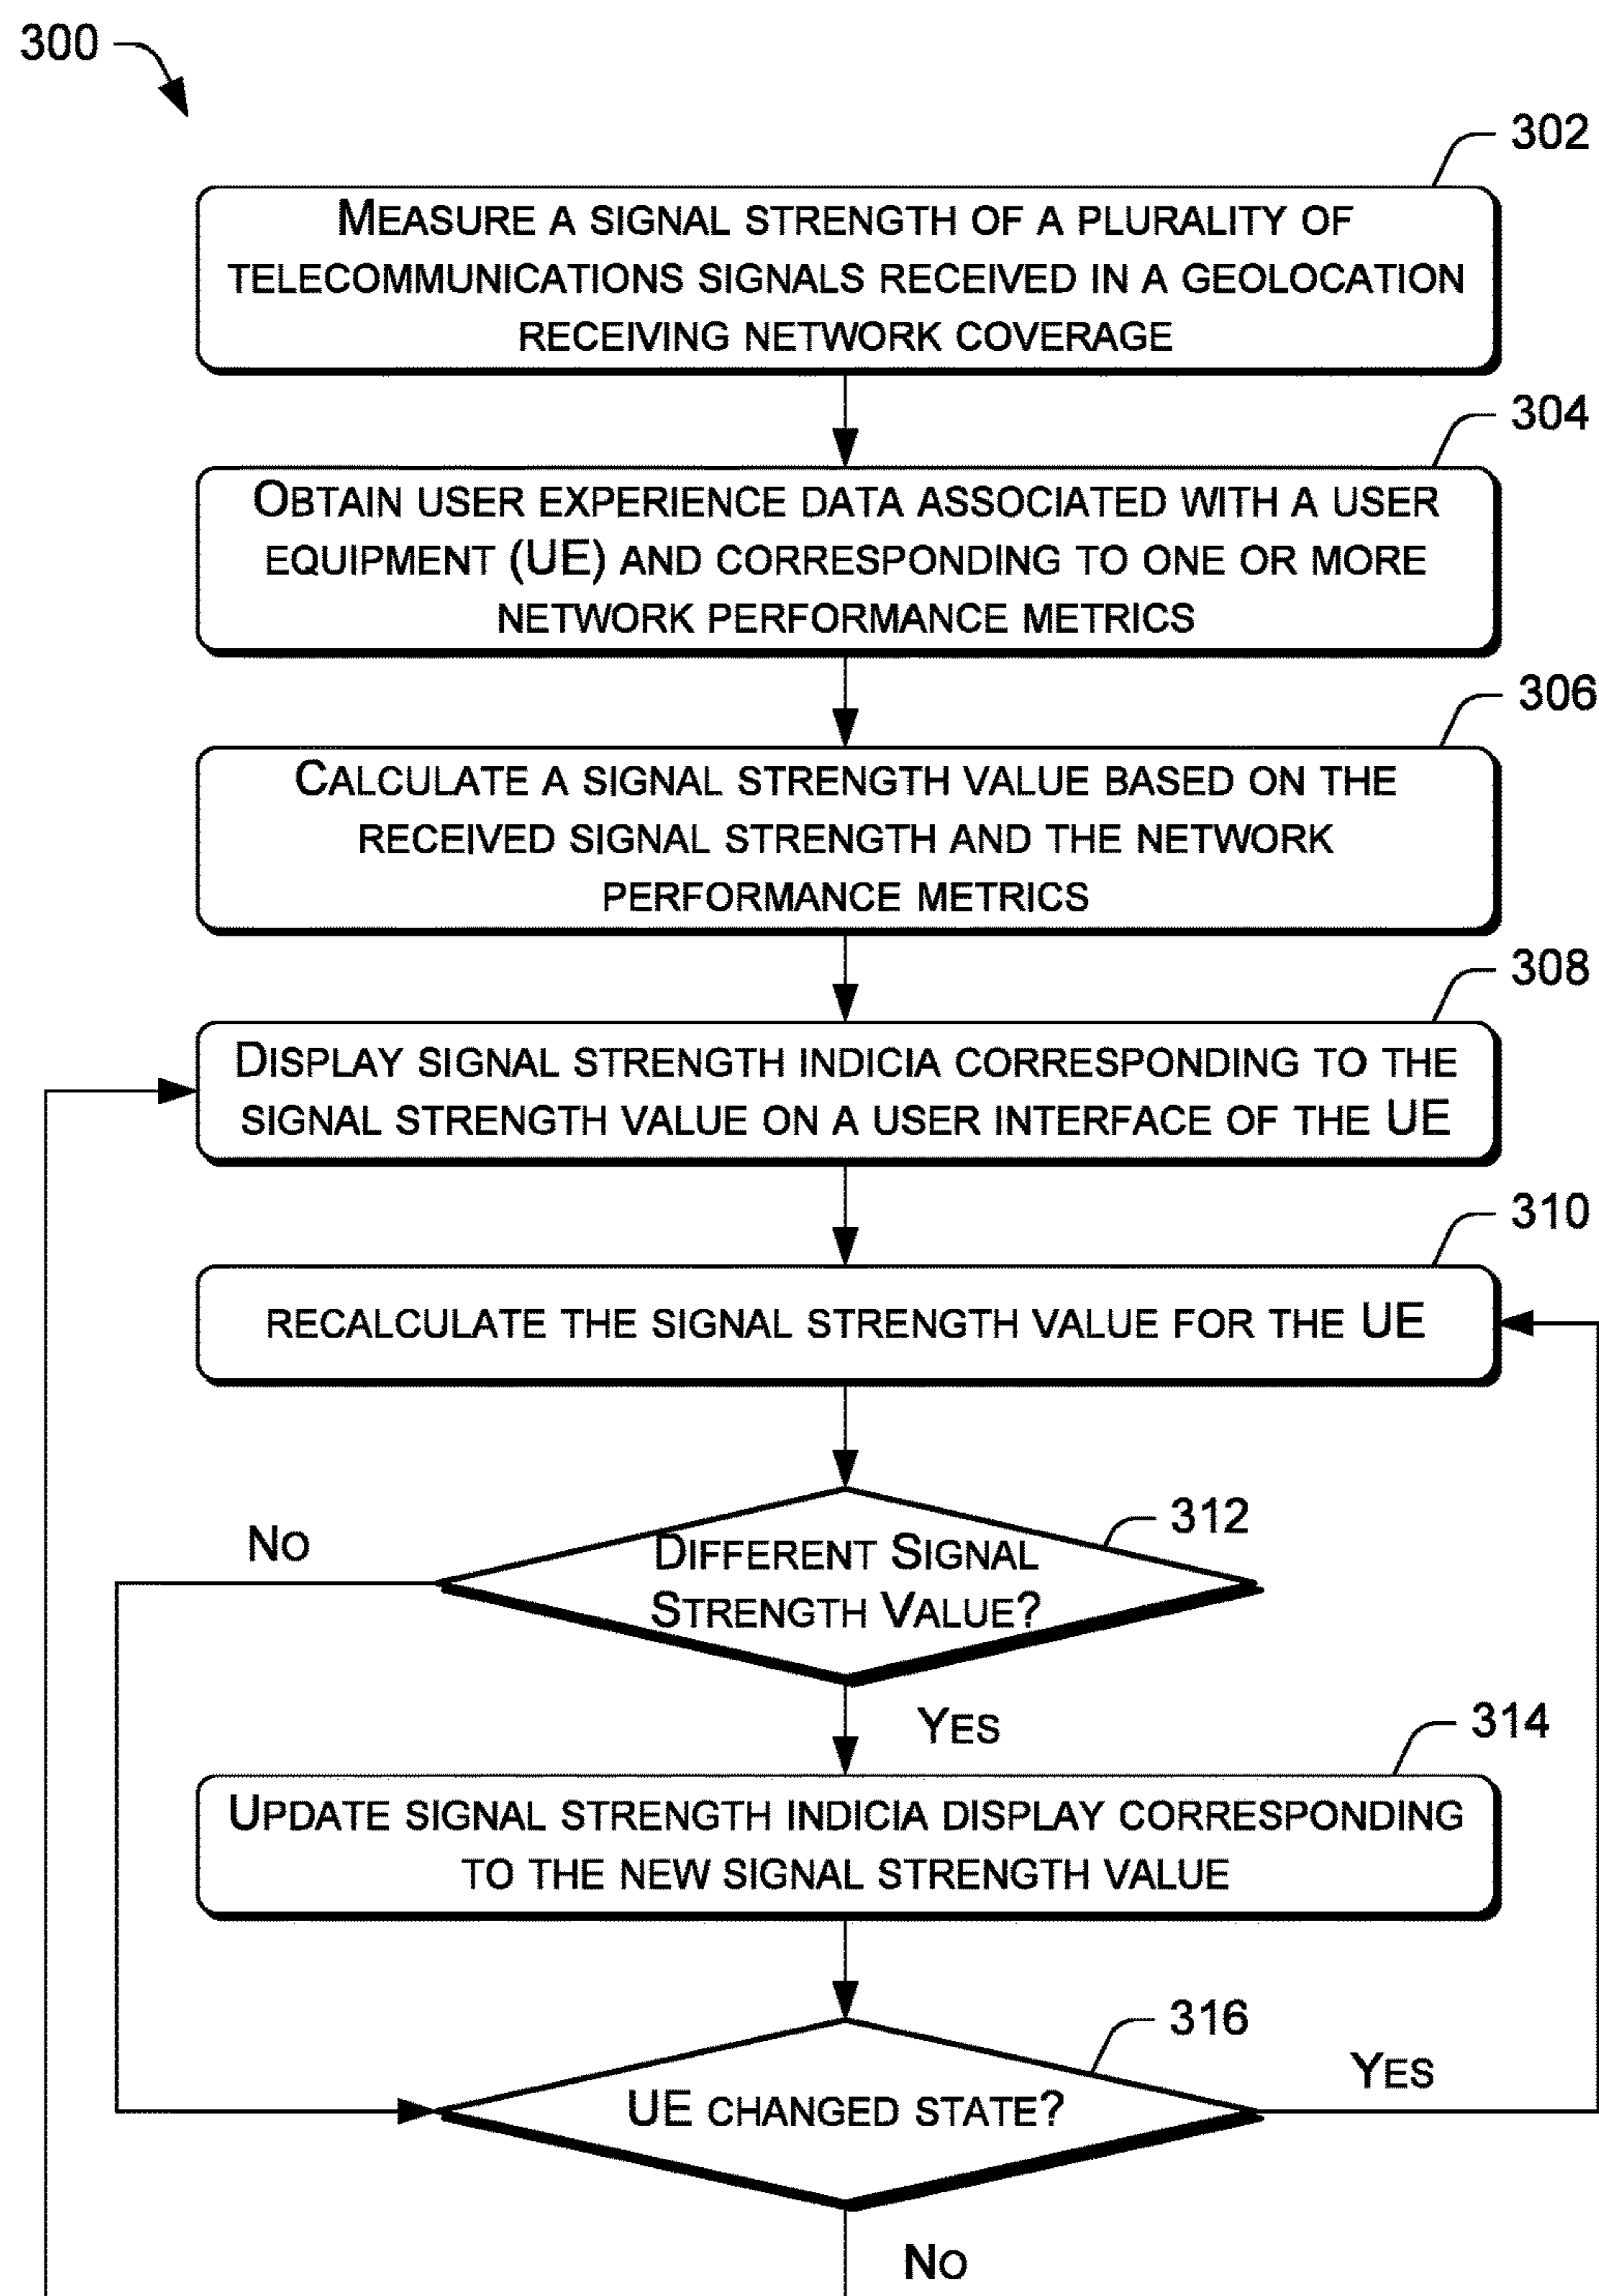 300
302
MEASURE A SIGNAL STRENGTH OF A PLURALITY OF
TELECOMMUNICATIONS SIGNALS RECEIVED IN A GEOLOCATION
RECEIVING NETWORK COVERAGE
304
OBTAIN USER EXPERIENCE DATA ASSOCIATED WITH A USER
EQUIPMENT (UE) AND CORRESPONDING TO ONE OR MORE
NETWORK PERFORMANCE METRICS
306
CALCULATE A SIGNAL STRENGTH VALUE BASED ON THE
RECEIVED SIGNAL STRENGTH AND THE NETWORK
PERFORMANCE METRICS
308
DISPLAY SIGNAL STRENGTH INDICIA CORRESPONDING TO THE
SIGNAL STRENGTH VALUE ON A USER INTERFACE OF THE UE
310
RECALCULATE THE SIGNAL STRENGTH VALUE FOR THE UE
312
NO
DIFFERENT SIGNAL
STRENGTH VALUE?
YES
314
UPDATE SIGNAL STRENGTH INDICIA DISPLAY CORRESPONDING
TO THE NEW SIGNAL STRENGTH VALUE
316
YES
UE CHANGED STATE?
NO